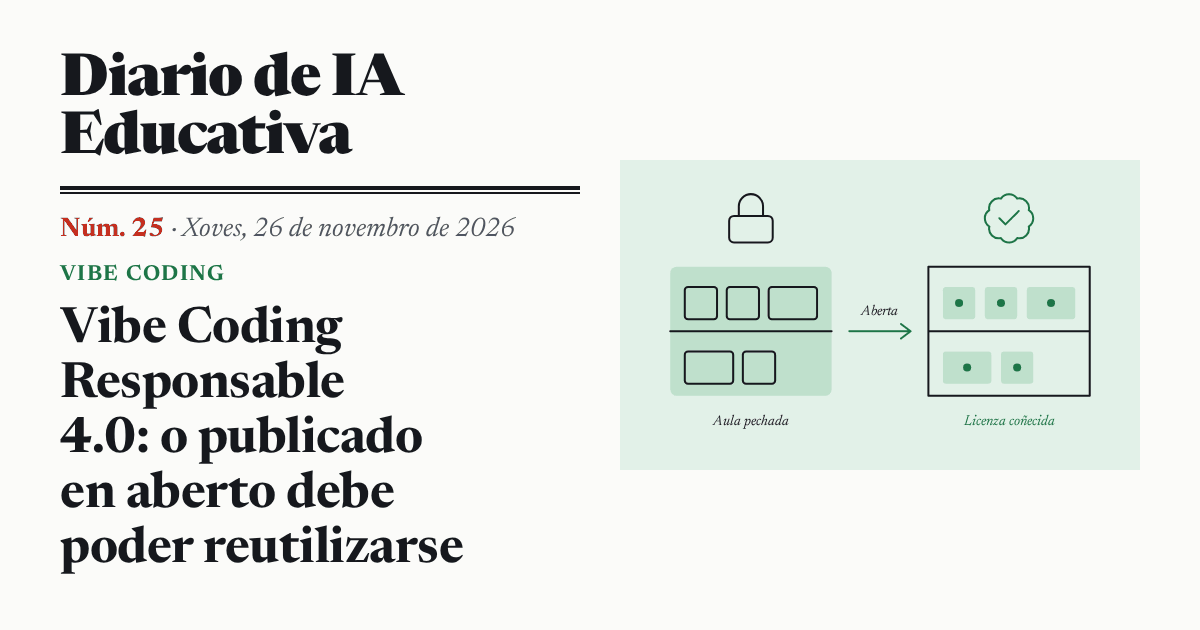 Diario de IA
Educativa
Núm. 25 · Xoves, 26 de novembro de 2026
VIBE CODING
Vibe Coding
Responsable
4.0: o publicado
en aberto debe
poder reutilizarse
Aberta
Aula pechada
Licenza coñecida